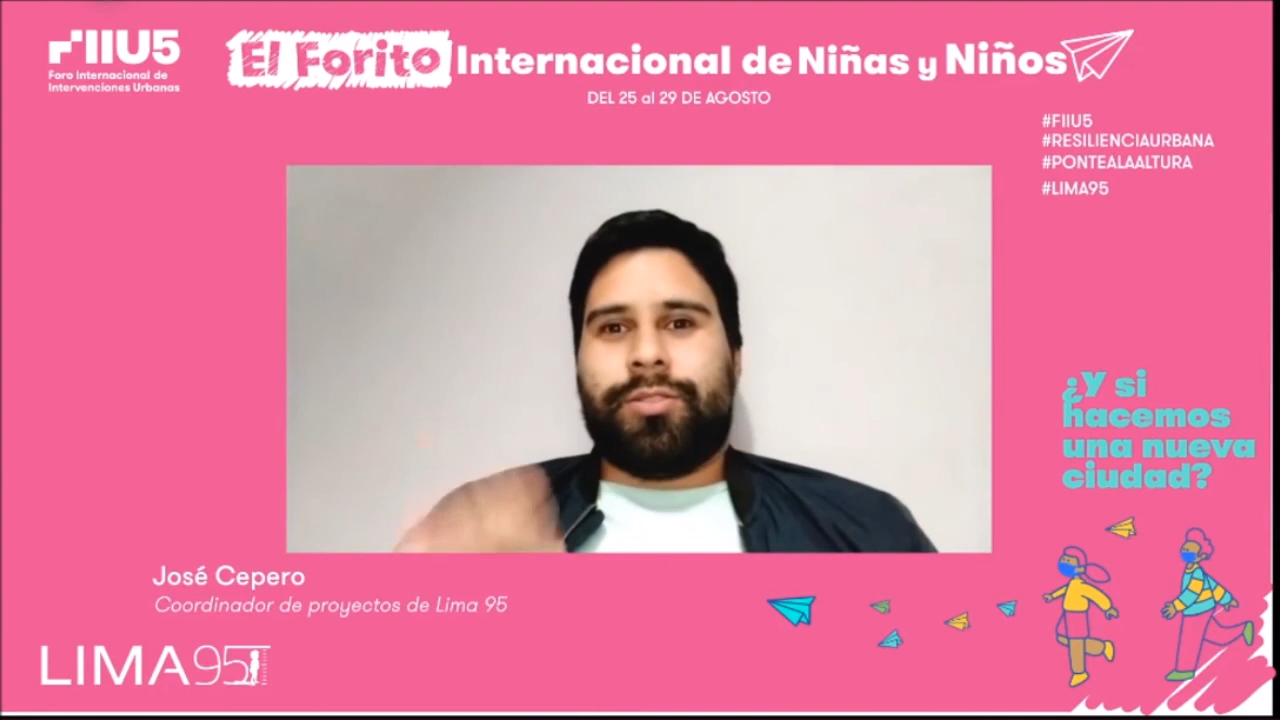 FIIU5
Foro Internacional de
Intervenciones Urbanas
El Forito Internacional de Niñas y Niños
DEL 25 al 29 DE AGOSTO
#FIIU5
#RESILIENCIAURBANA
#PONTEALAALTURA
#LIMA95
¿Y si
hacemos
una nueva
ciudad?
José Cepero
Coordinador de proyectos de Lima 95
LIMA95